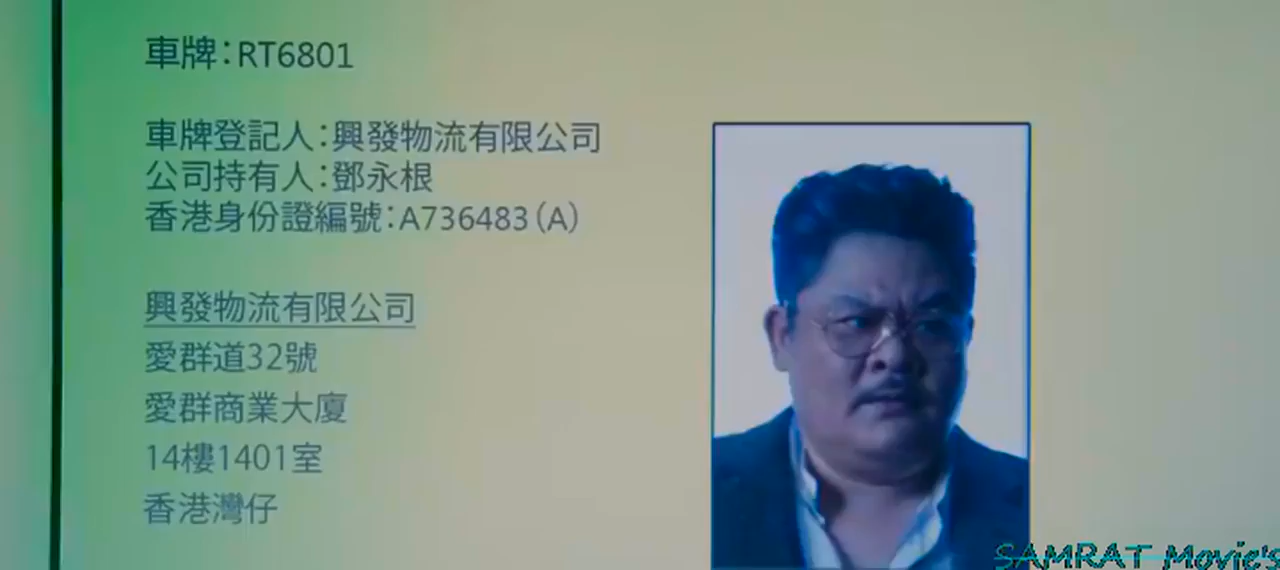 車牌：RT6801
車牌登記人：興發物流有限公司
公司持有人：鄧永根
香港身份證編號：A736483（A）
興發物流有限公司
愛群道32號
愛群商業大廈
14樓1401室
香港灣仔
SAMRAT Movie's